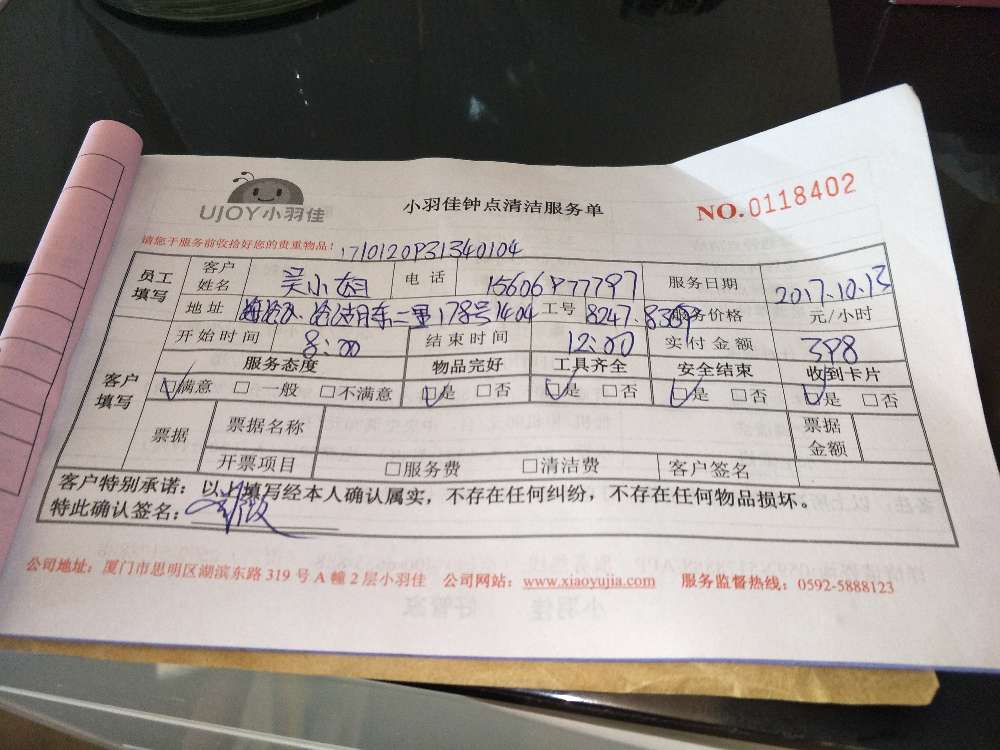 UJOY小羽佳
小羽佳钟点清洁服务单
NO.0118402
请您于服务前收拾好您的贵重物品!
1710120931340104
员工填写 客户姓名 吴小姐 电话 15606977797 服务日期 2017.10.13
地址 178号1404 工号 8247.8389 服务价格 元/小时
客户填写 开始时间 8:00 结束时间 12:00 实付金额 398
服务态度 物品完好 工具齐全 安全结束 收到卡片
满意 一般 不满意 是 否 是 否 是 否 是 否
票据 票据名称 票据金额
开票项目 服务费 清洁费 客户签名
客户特别承诺:以上填写经本人确认属实,不存在任何纠纷,不存在任何物品损坏。
特此确认签名:
公司地址:厦门市思明区湖滨东路 319 号 A 幢 2 层小羽佳 公司网站:www.xiaoyujia.com 服务监督热线:0592-5888123